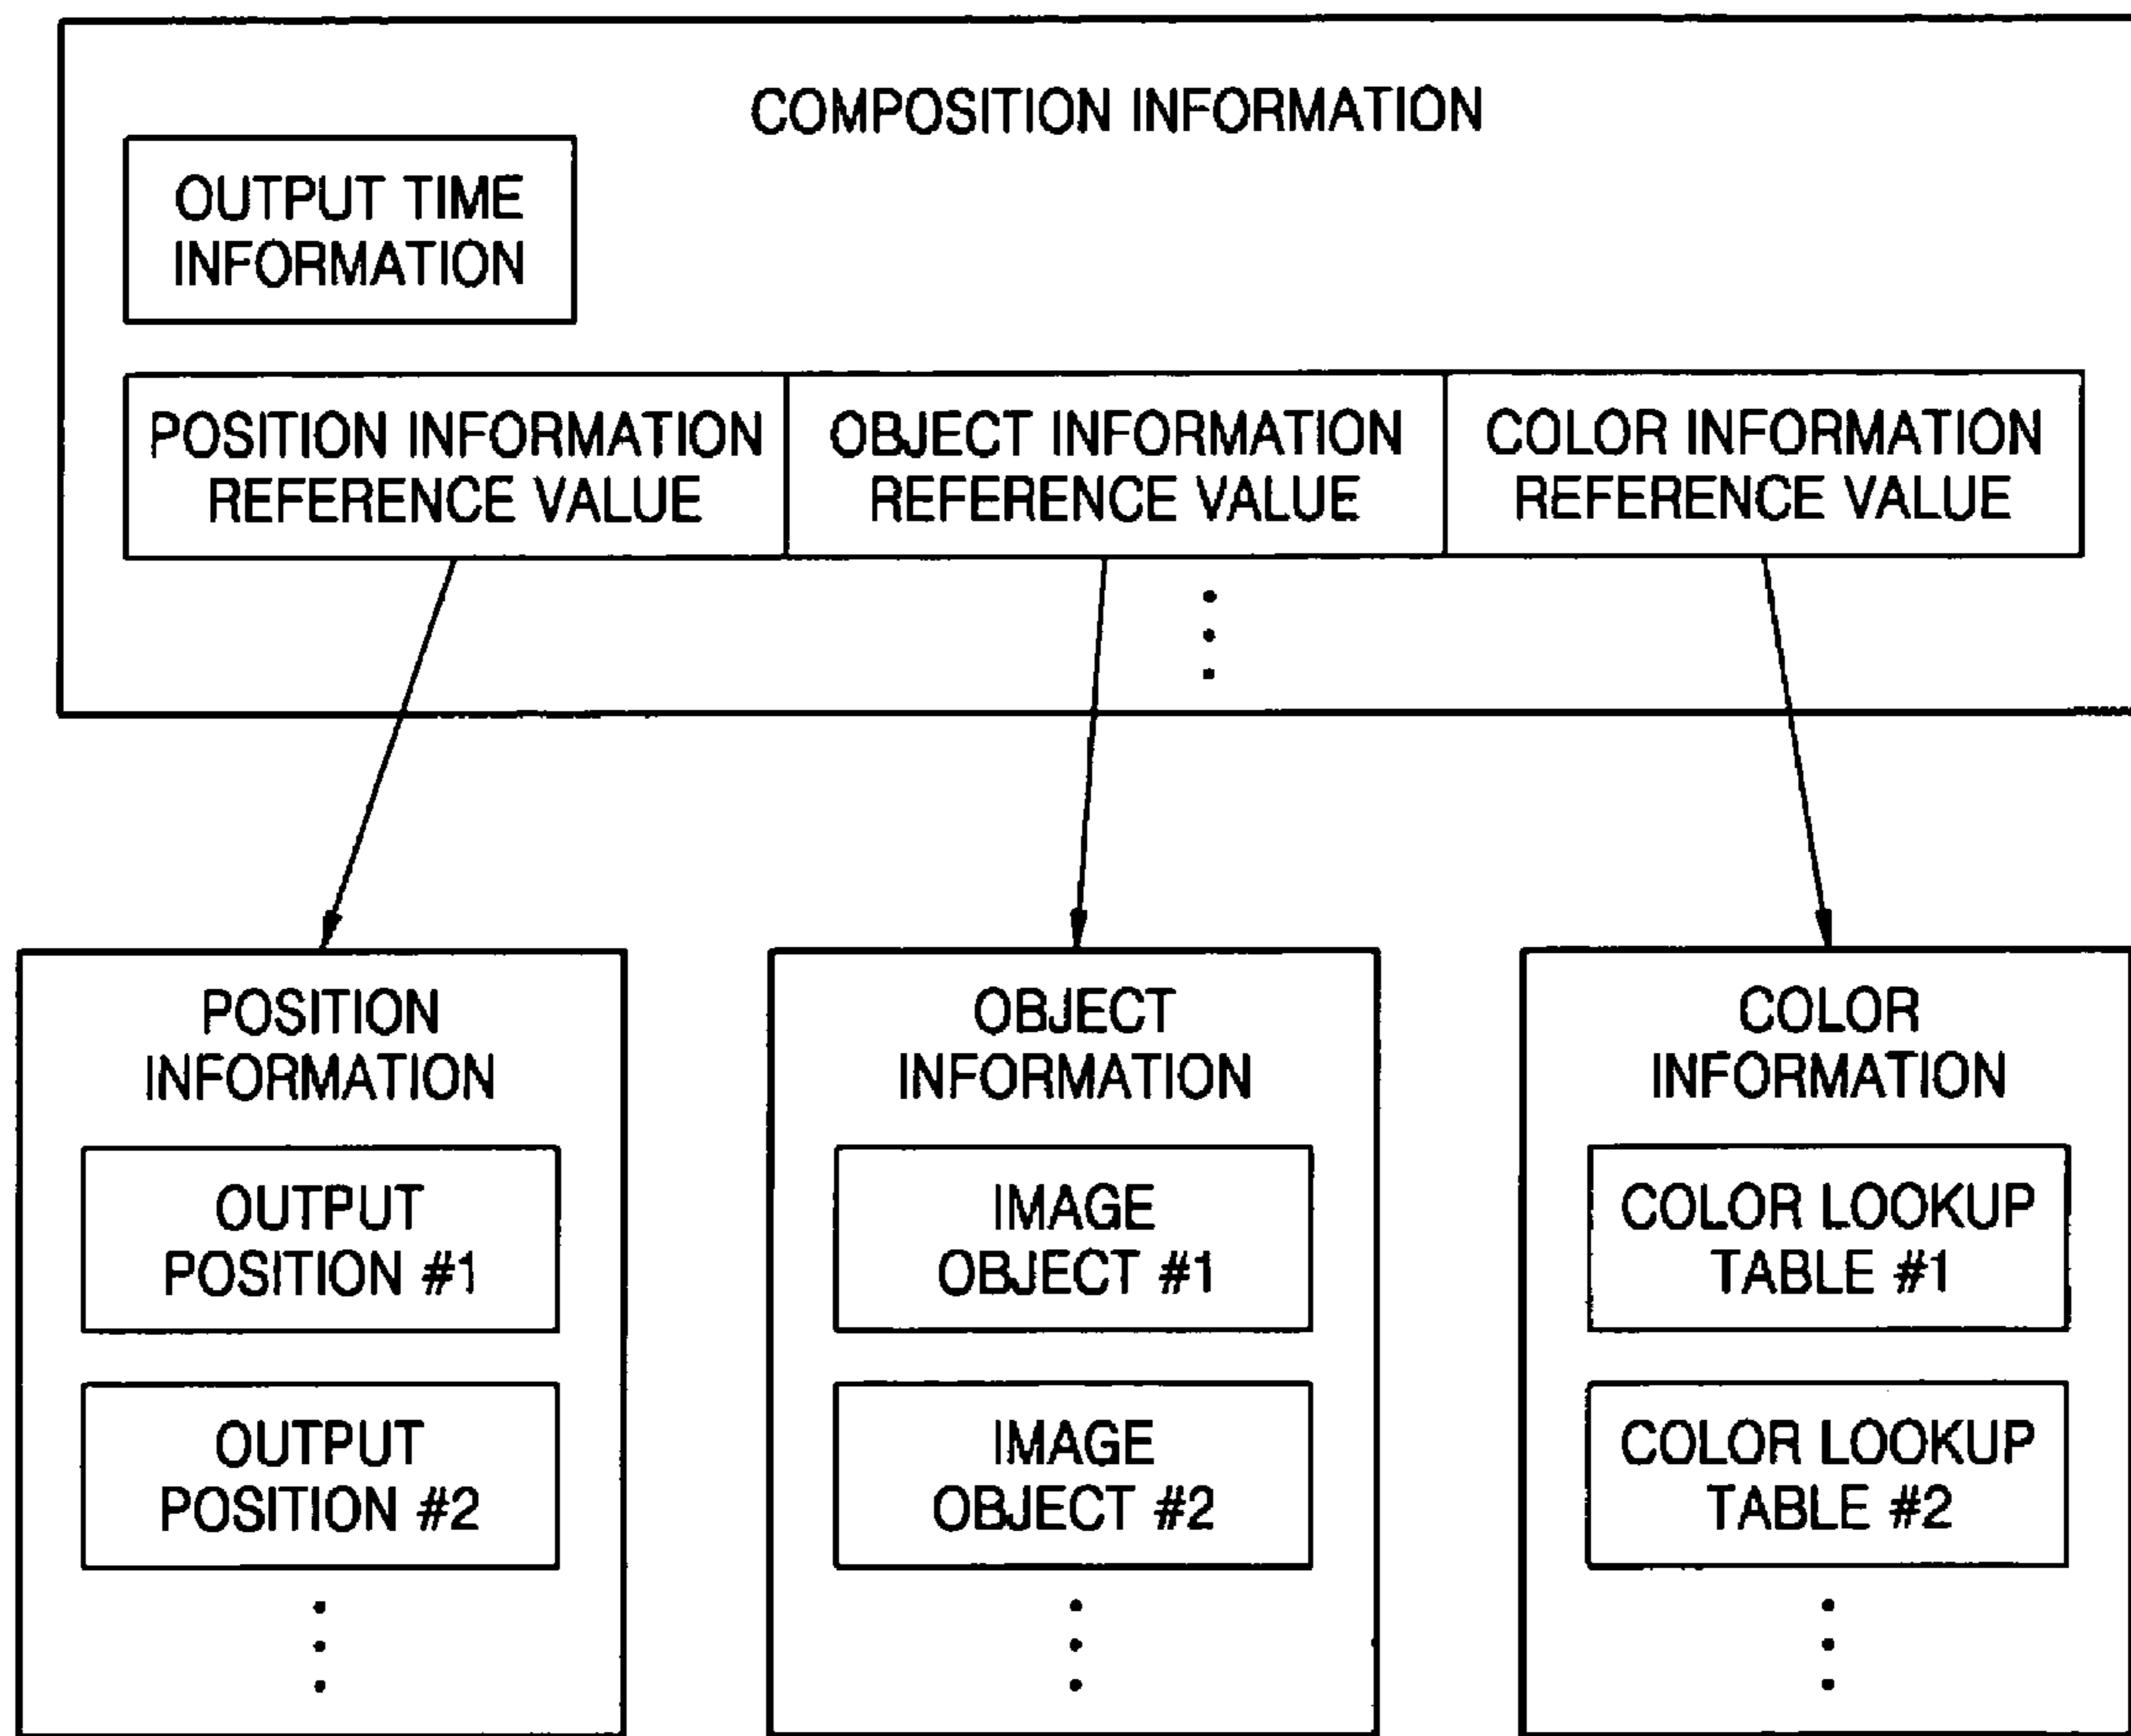 COMPOSITION INFORMATION
OUTPUT TIME
INFORMATION
POSITION INFORMATION
REFERENCE VALUE
OBJECT INFORMATION
REFERENCE VALUE
COLOR INFORMATION
REFERENCE VALUE
POSITION
INFORMATION
OUTPUT
POSITION #1
OUTPUT
POSITION #2
OBJECT
INFORMATION
IMAGE
OBJECT #1
IMAGE
OBJECT #2
COLOR
INFORMATION
COLOR LOOKUP
TABLE #1
COLOR LOOKUP
TABLE #2